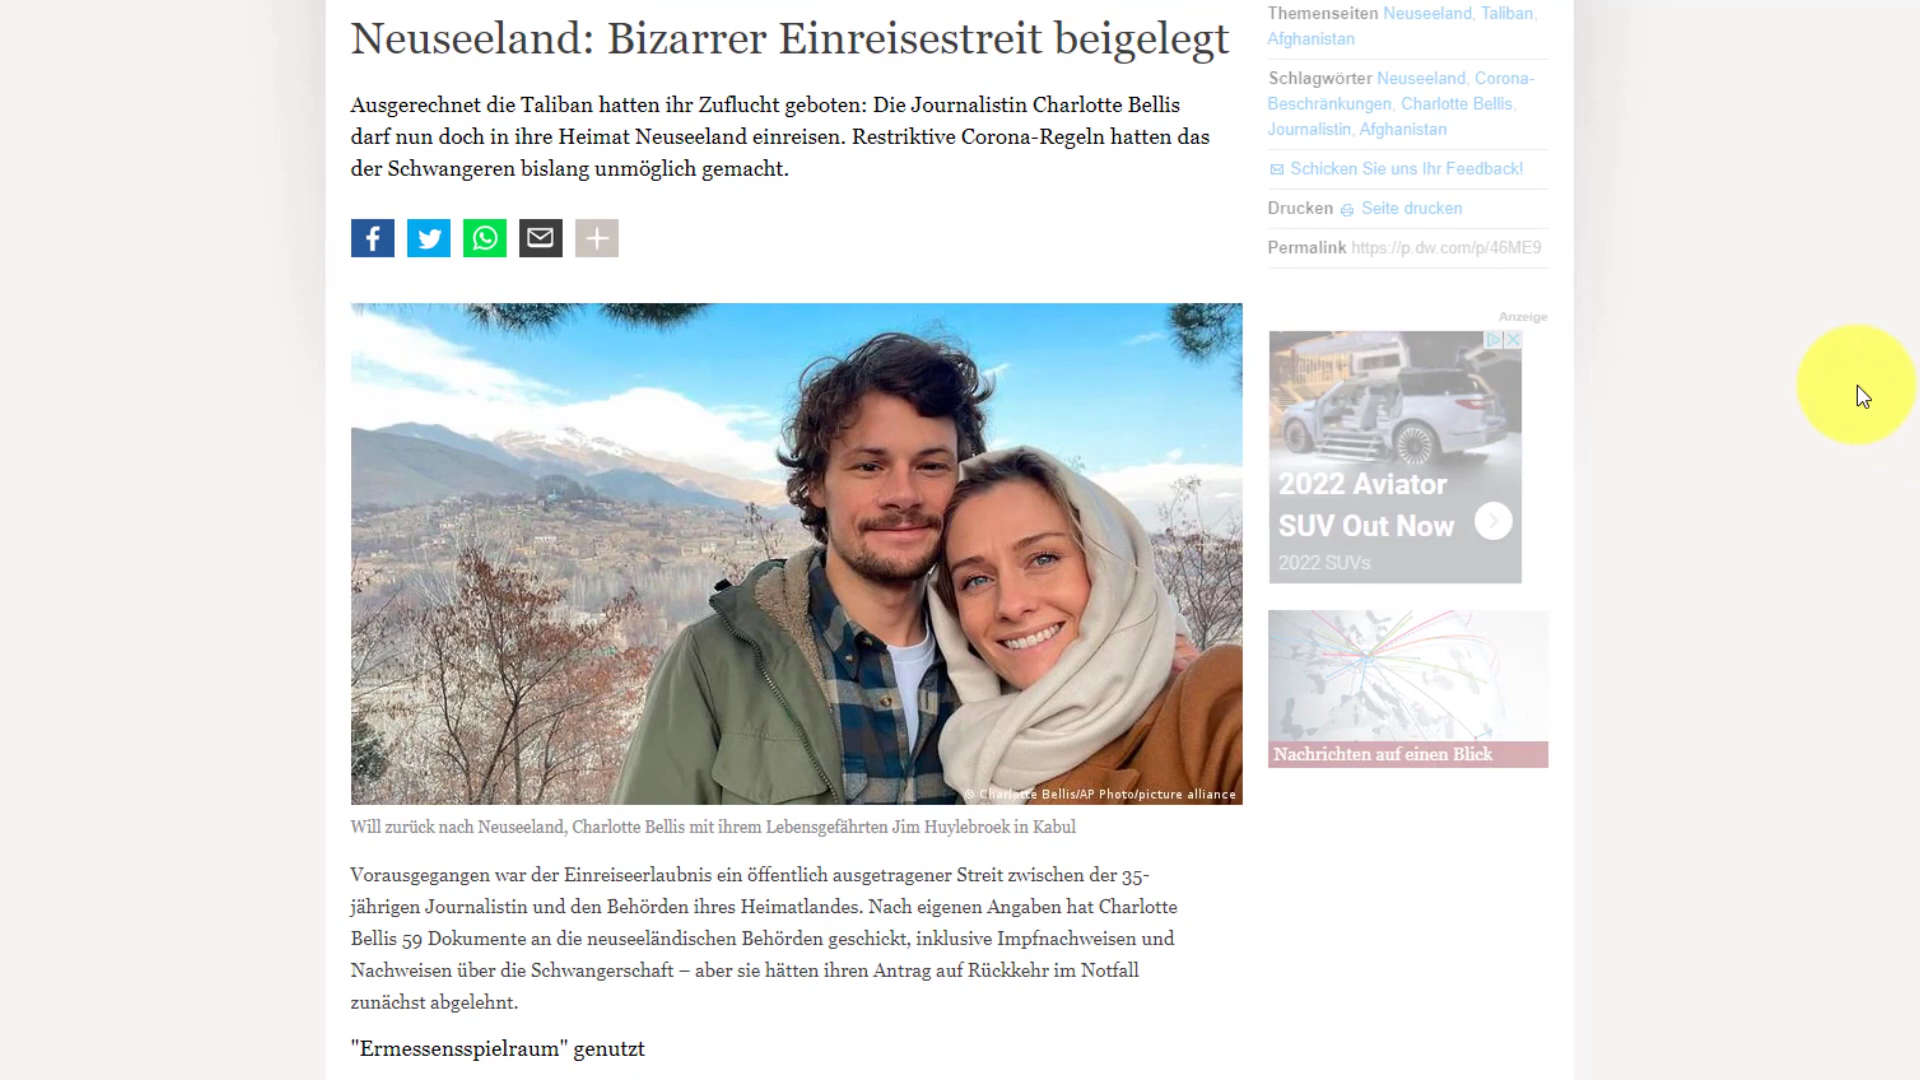 Neuseeland: Bizarrer Einreisestreit beigelegt
Ausgerechnet die Taliban hatten ihr Zuflucht geboten: Die Journalistin Charlotte Bellis
darf nun doch in ihre Heimat Neuseeland einreisen. Restriktive Corona-Regeln hatten das
der Schwangeren bislang unmöglich gemacht.
© Charlotte Bellis/AP Photo/picture alliance
Will zurück nach Neuseeland, Charlotte Bellis mit ihrem Lebensgefährten Jim Huylebroek in Kabul
Vorausgegangen war der Einreiseerlaubnis ein öffentlich ausgetragener Streit zwischen der 35-
jährigen Journalistin und den Behörden ihres Heimatlandes. Nach eigenen Angaben hat Charlotte
Bellis 59 Dokumente an die neuseeländischen Behörden geschickt, inklusive Impfnachweisen und
Nachweisen über die Schwangerschaft – aber sie hätten ihren Antrag auf Rückkehr im Notfall
zunächst abgelehnt.
"Ermessensspielraum" genutzt
Themenseiten Neuseeland, Taliban,
Afghanistan
Schlagwörter Neuseeland, Corona-
Beschränkungen, Charlotte Bellis,
Journalistin, Afghanistan
Schicken Sie uns Ihr Feedback!
Drucken Seite drucken
Permalink https://p.dw.com/p/46ME9
Anzeige
2022 Aviator
SUV Out Now
2022 SUVs
Nachrichten auf einen Blick